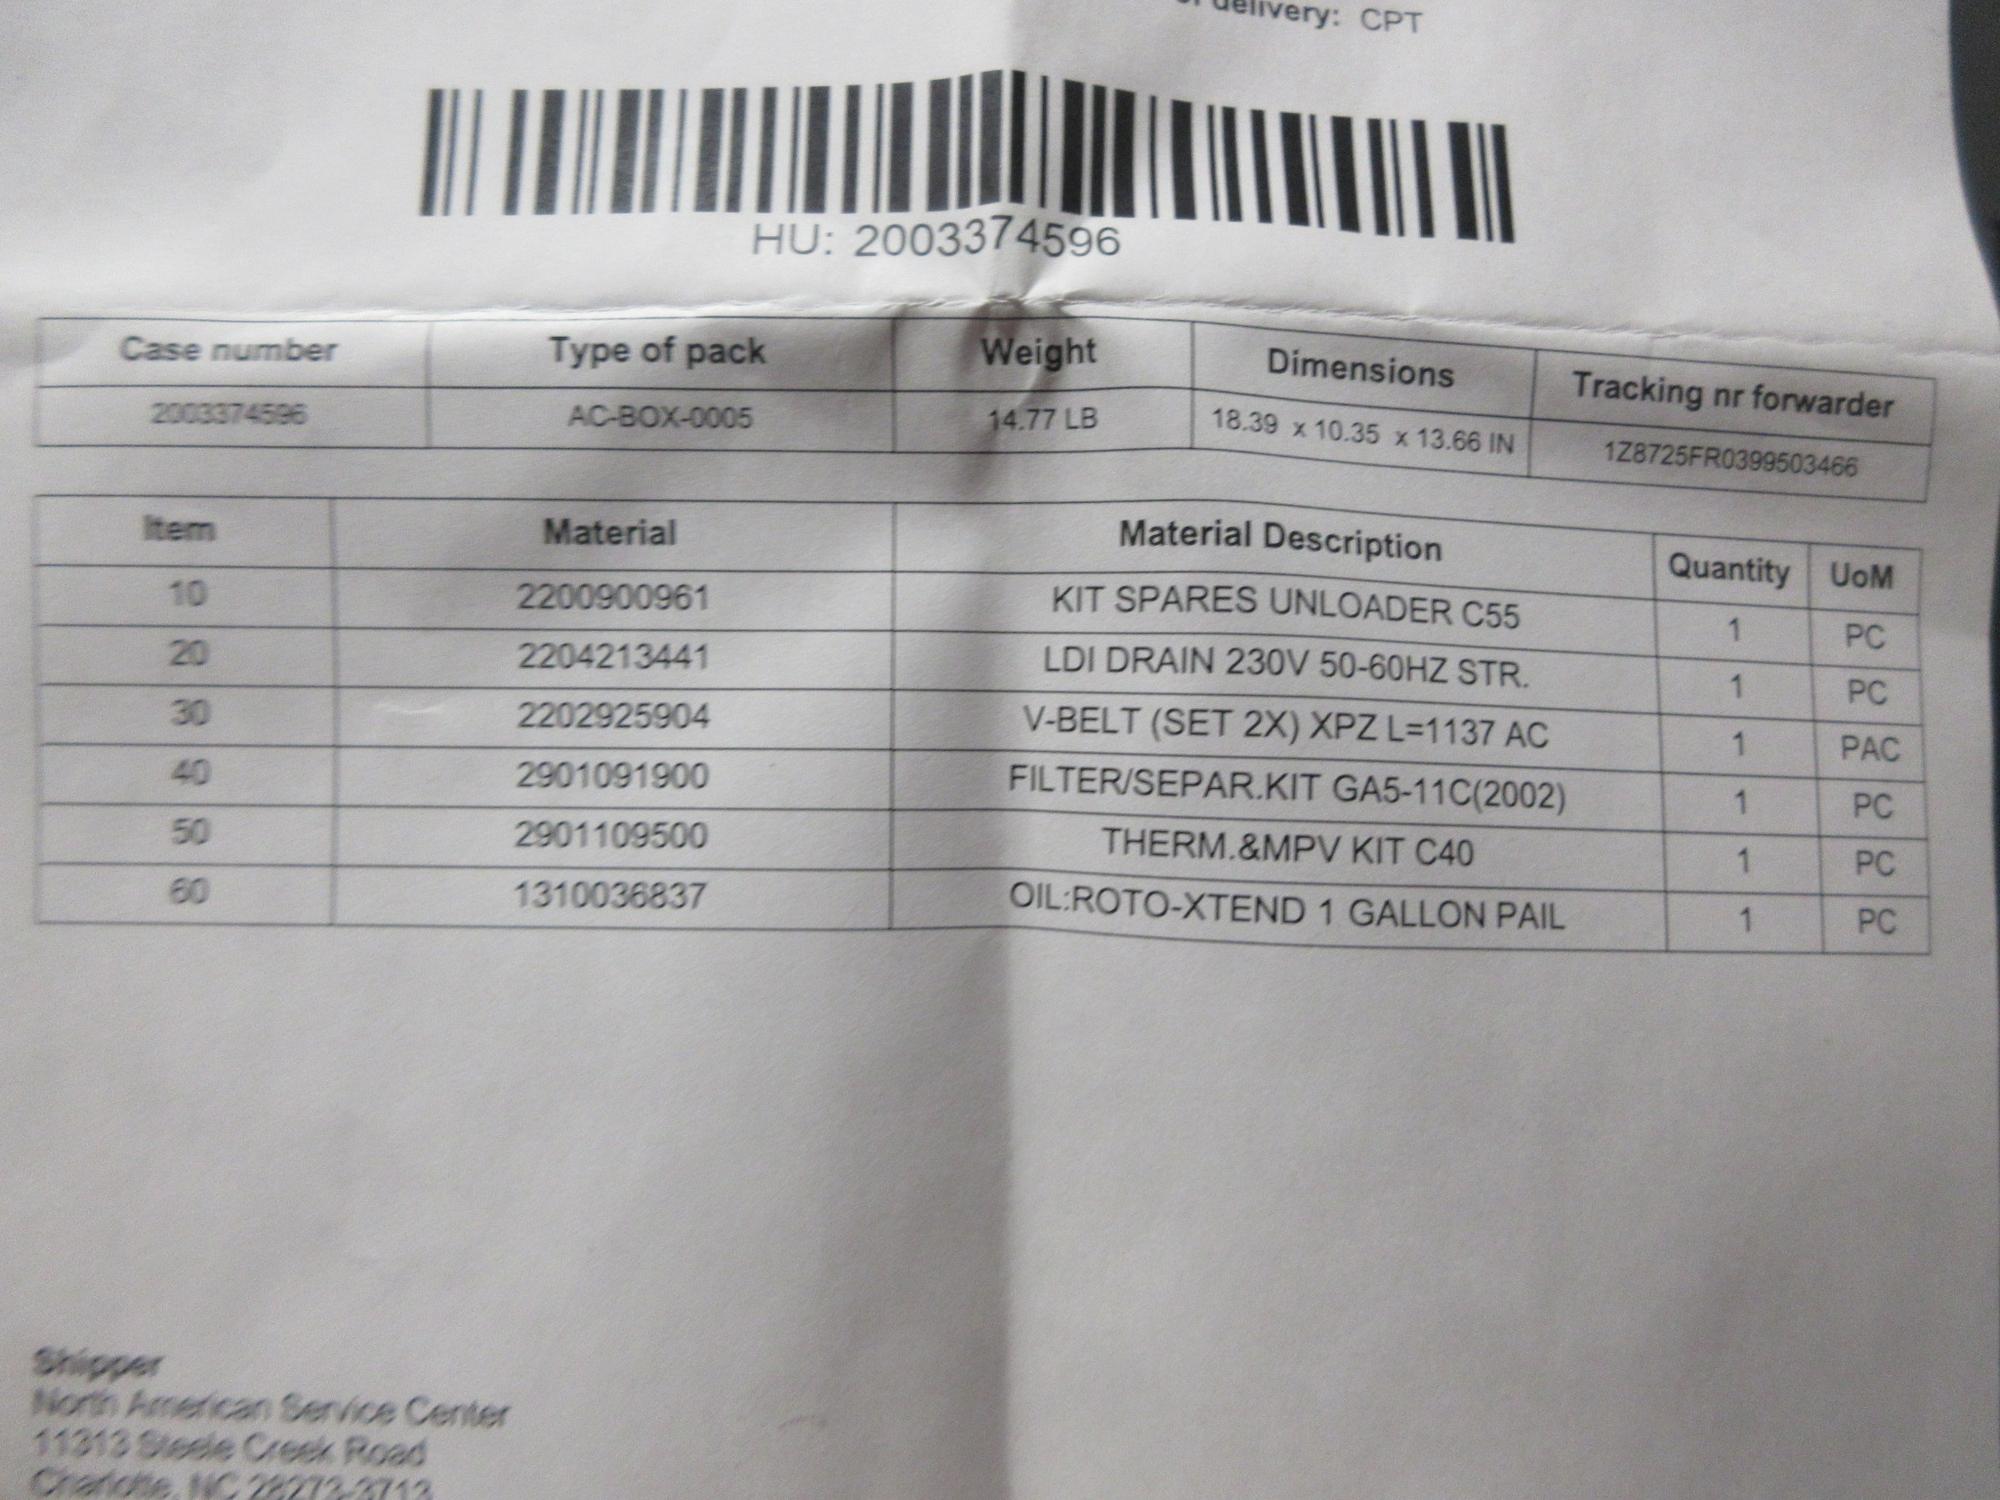 delivery: CPT
HU: 2003374596
Case number Type of pack Weight Dimensions Tracking nr forwarder
2003374596 AC-BOX-0005 14.77 LB 18.39 x 10.35 x 13.66 IN 1Z8725FR0399503466
Item Material Material Description Quantity UoM
10 2200900961 KIT SPARES UNLOADER C55 1 PC
20 2204213441 LDI DRAIN 230V 50-60HZ STR. 1 PC
30 2202925904 V-BELT (SET 2X) XPZ L=1137 AC 1 PAC
40 2901091900 FILTER/SEPAR.KIT GA5-11C(2002) 1 PC
50 2901109500 THERM.&MPV KIT C40 1 PC
60 1310036837 OIL:ROTO-XTEND 1 GALLON PAIL 1 PC
Shipper
North American Service Center
11313 Steele Creek Road
Charlotte, NC 28273-3713